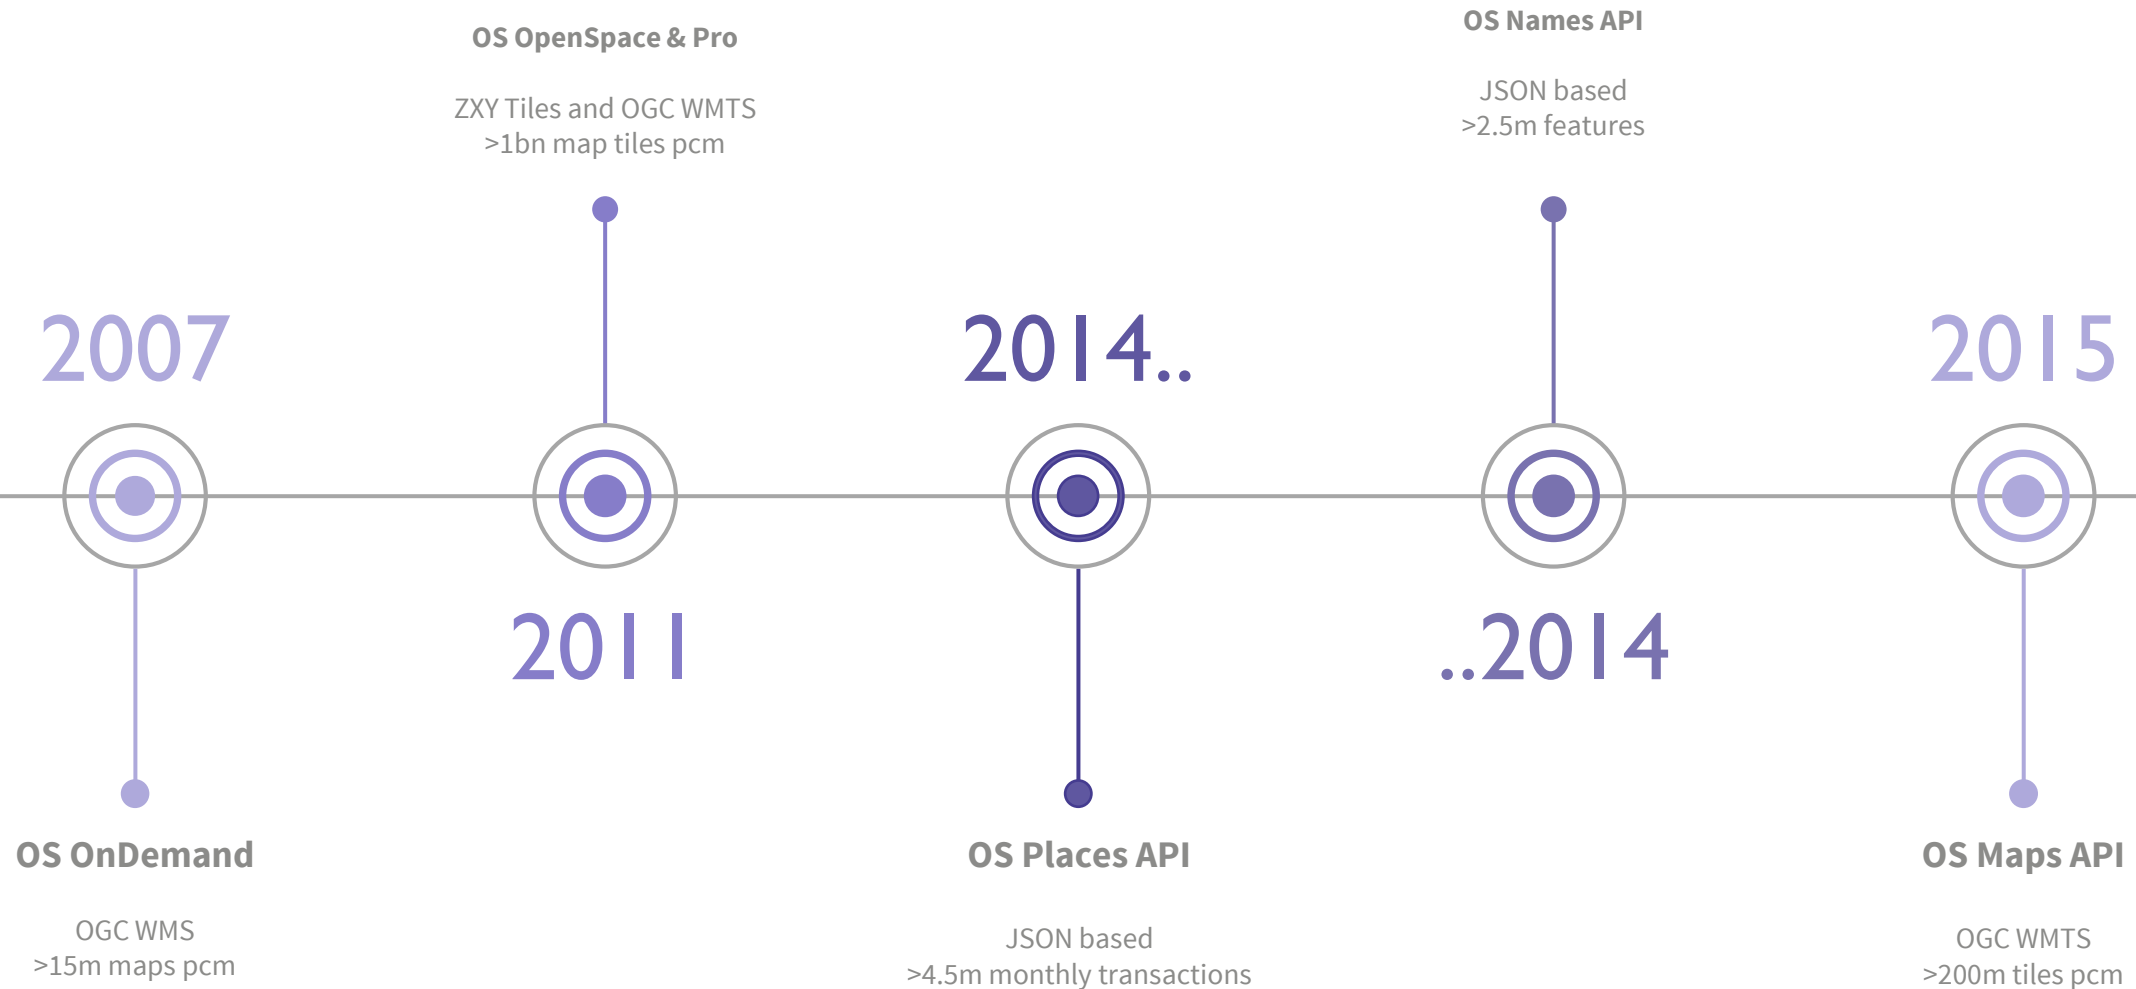 OS OpenSpace & Pro
ZXY Tiles and OGC WMTS
>1bn map tiles pcm
OS Names API
JSON based
>2.5m features
2007
2014..
2015
2011
..2014
OS OnDemand
OGC WMS
>15m maps pcm
OS Places API
JSON based
>4.5m monthly transactions
OS Maps API
OGC WMTS
>200m tiles pcm